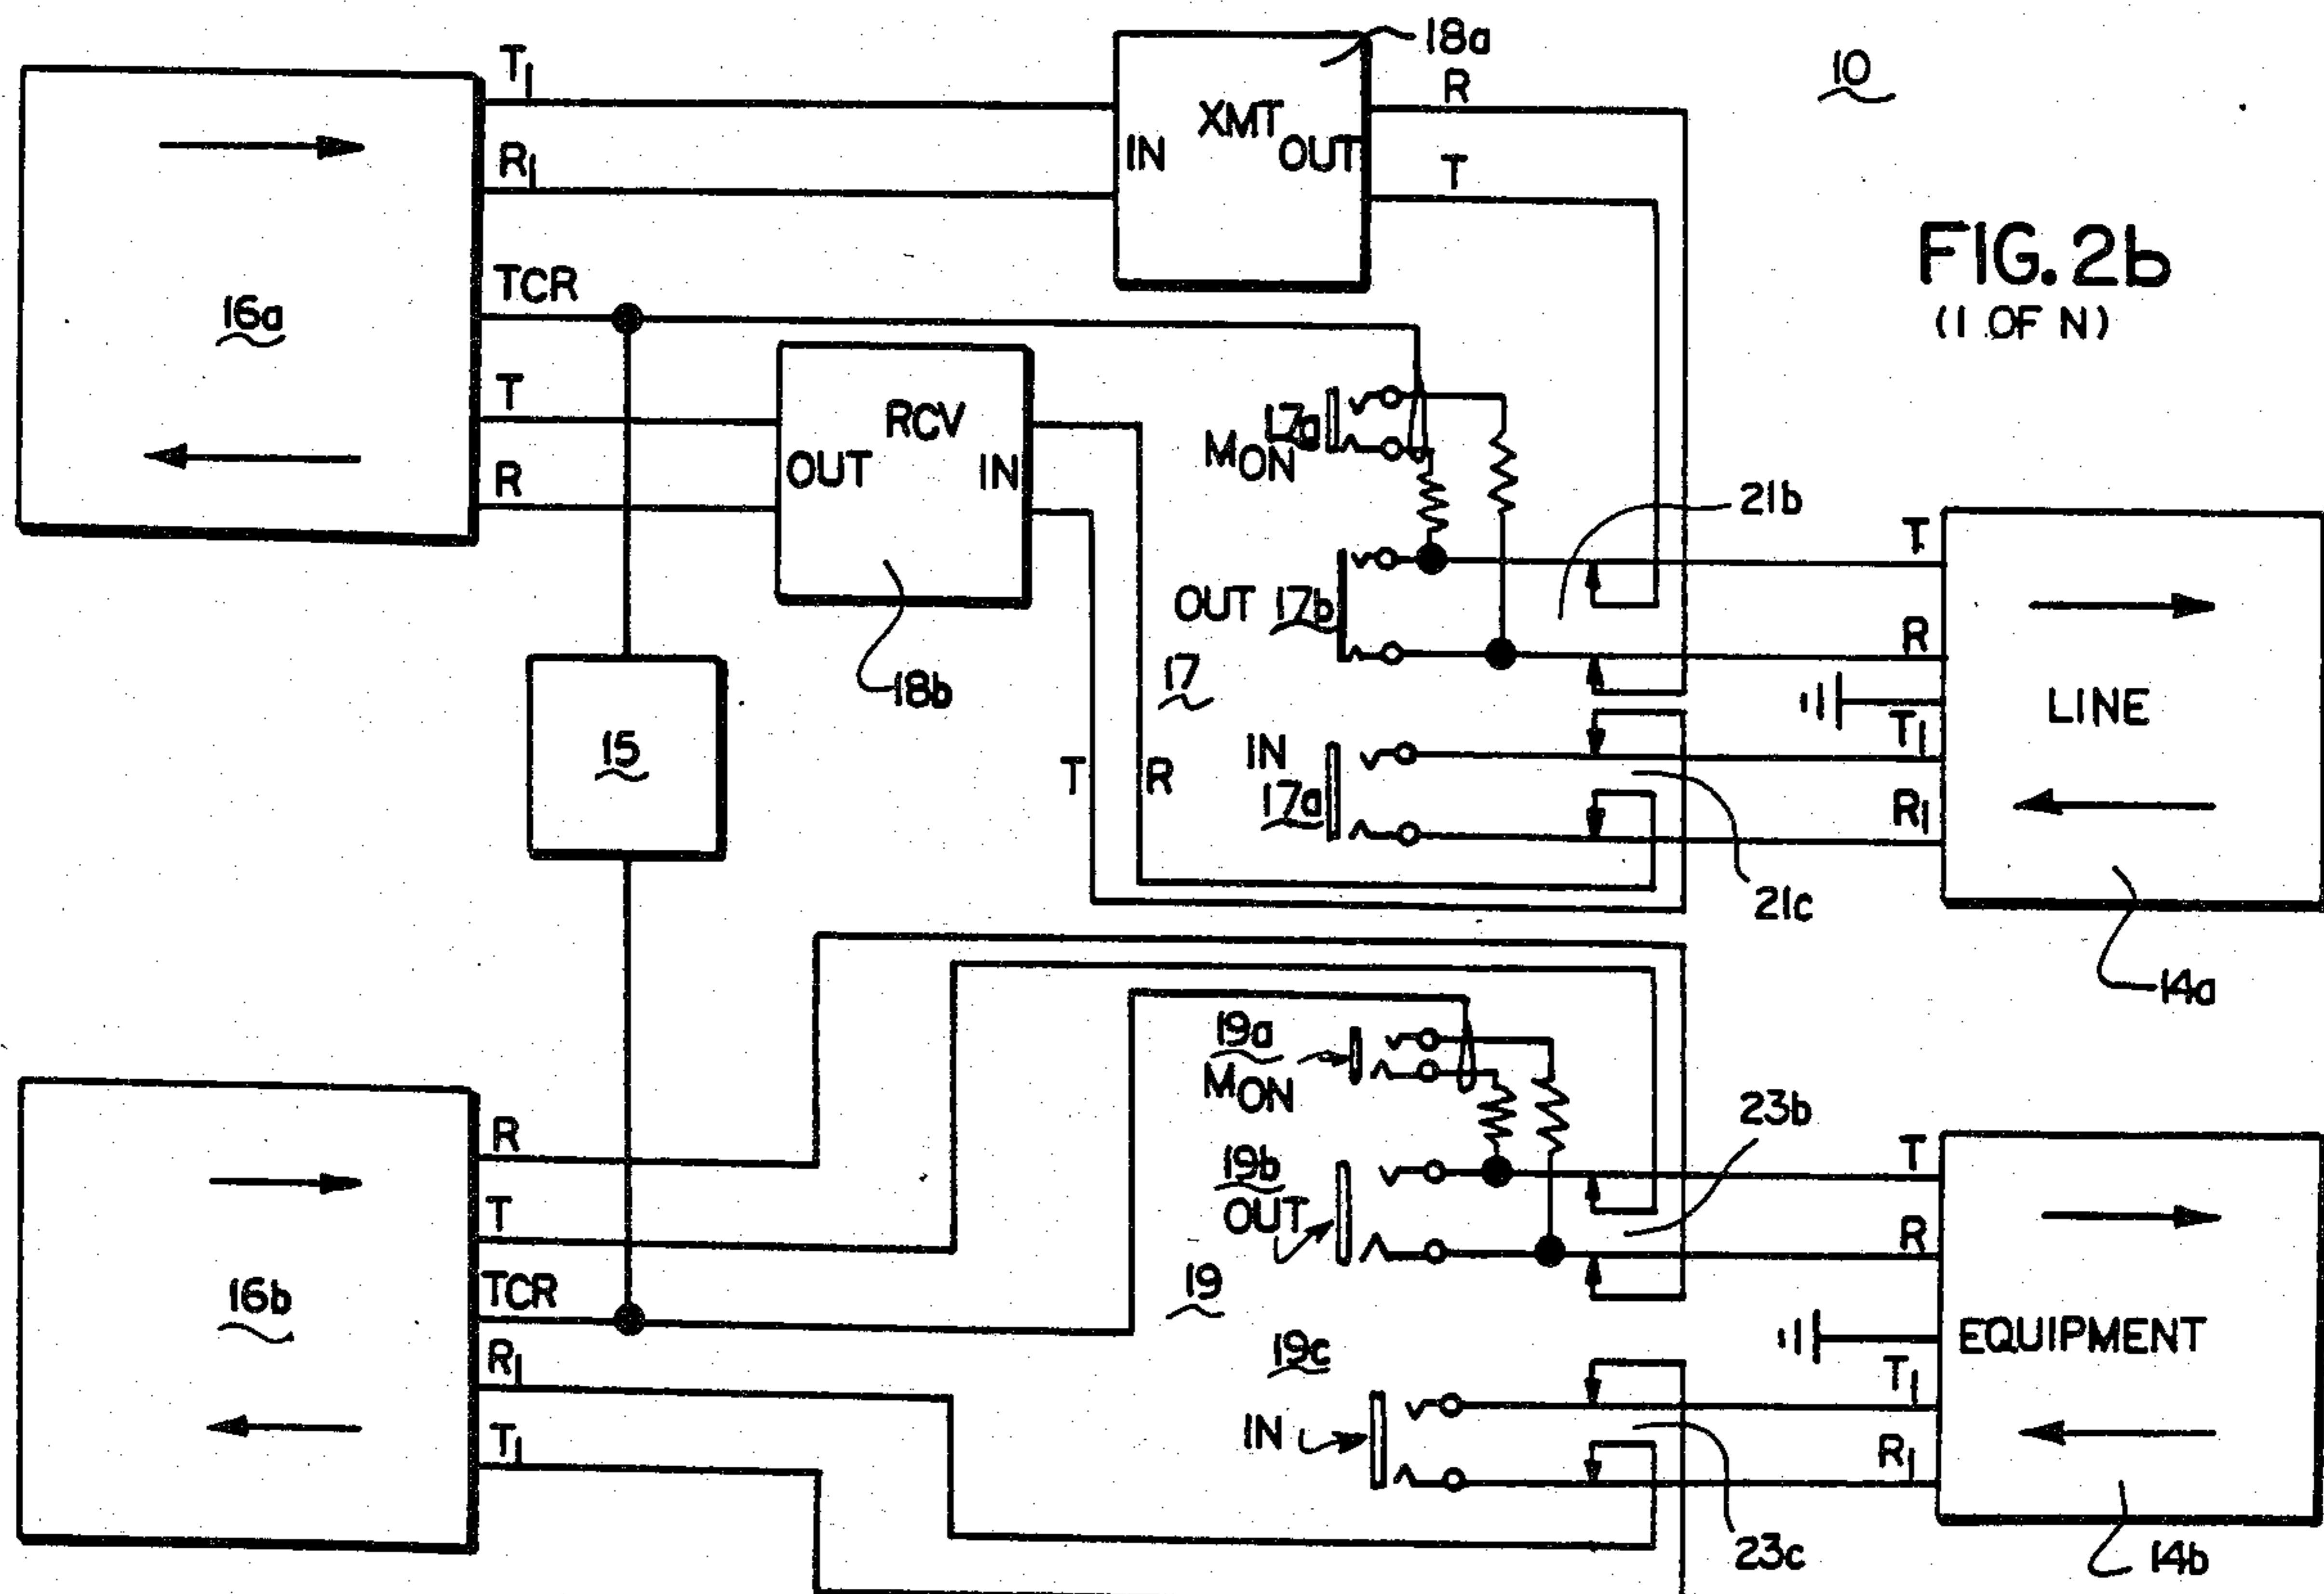 T1
18a
R
10
XMT
IN
OUT
R1
T
FIG. 2b
(1 OF N)
TCR
16a
T
RCV
17a
MON
OUT
IN
R
21b
T
OUT 17b
R
17
18b
LINE
15
T1
IN
T
R
17a
R1
21c
14a
19a
MON
23b
R
T
19b
OUT
T
R
TCR
16b
19
EQUIPMENT
R1
19c
T1
IN
R1
T1
23c
14b